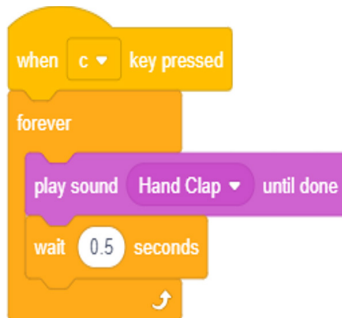 when c key pressed
forever
play sound Hand Clap until done
wait 0.5 seconds